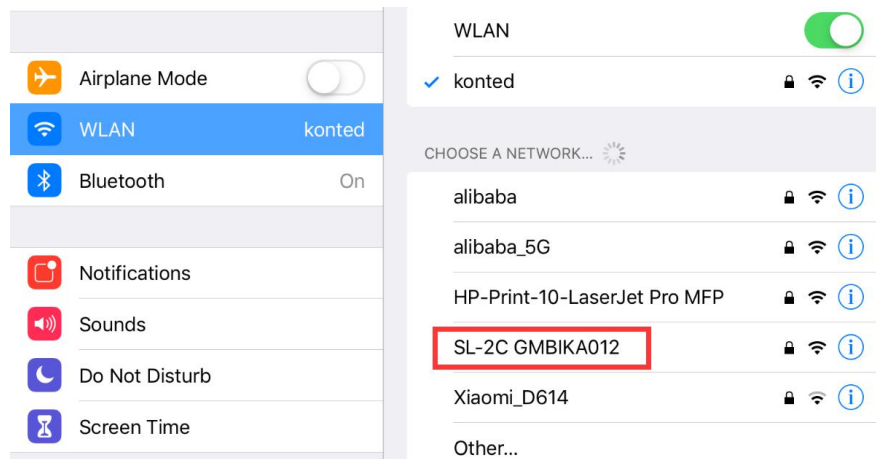 Airplane Mode
WLAN konted
Bluetooth On
Notifications
Sounds
Do Not Disturb
Screen Time
WLAN
konted
CHOOSE A NETWORK...
alibaba
alibaba_5G
HP-Print-10-LaserJet Pro MFP
SL-2C GMBIKA012
Xiaomi_D614
Other...